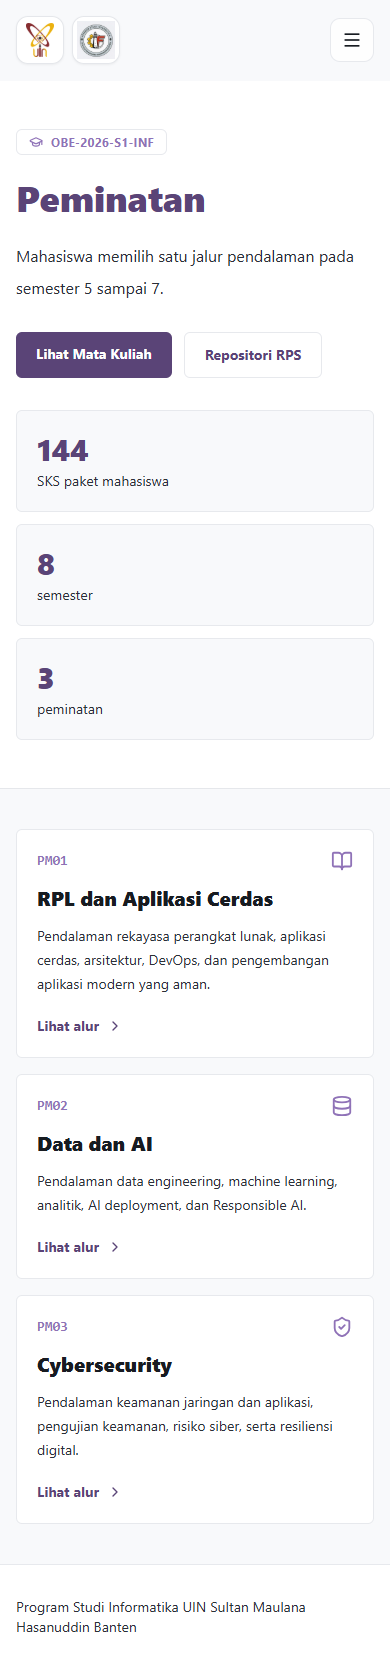 uin
OBE-2026-S1-INF
Peminatan
Mahasiswa memilih satu jalur pendalaman pada
semester 5 sampai 7.
Lihat Mata Kuliah
Repositori RPS
144
SKS paket mahasiswa
8
semester
3
peminatan
PM01
RPL dan Aplikasi Cerdas
Pendalaman rekayasa perangkat lunak, aplikasi
cerdas, arsitektur, DevOps, dan pengembangan
aplikasi modern yang aman.
Lihat alur
PM02
Data dan AI
Pendalaman data engineering, machine learning,
analitik, AI deployment, dan Responsible AI.
Lihat alur
PM03
Cybersecurity
Pendalaman keamanan jaringan dan aplikasi,
pengujian keamanan, risiko siber, serta resiliensi
digital.
Lihat alur
Program Studi Informatika UIN Sultan Maulana
Hasanuddin Banten